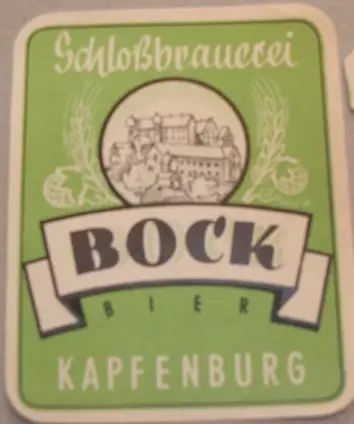 Schloßbrauerei
BOCK
BIER
KAPFENBURG